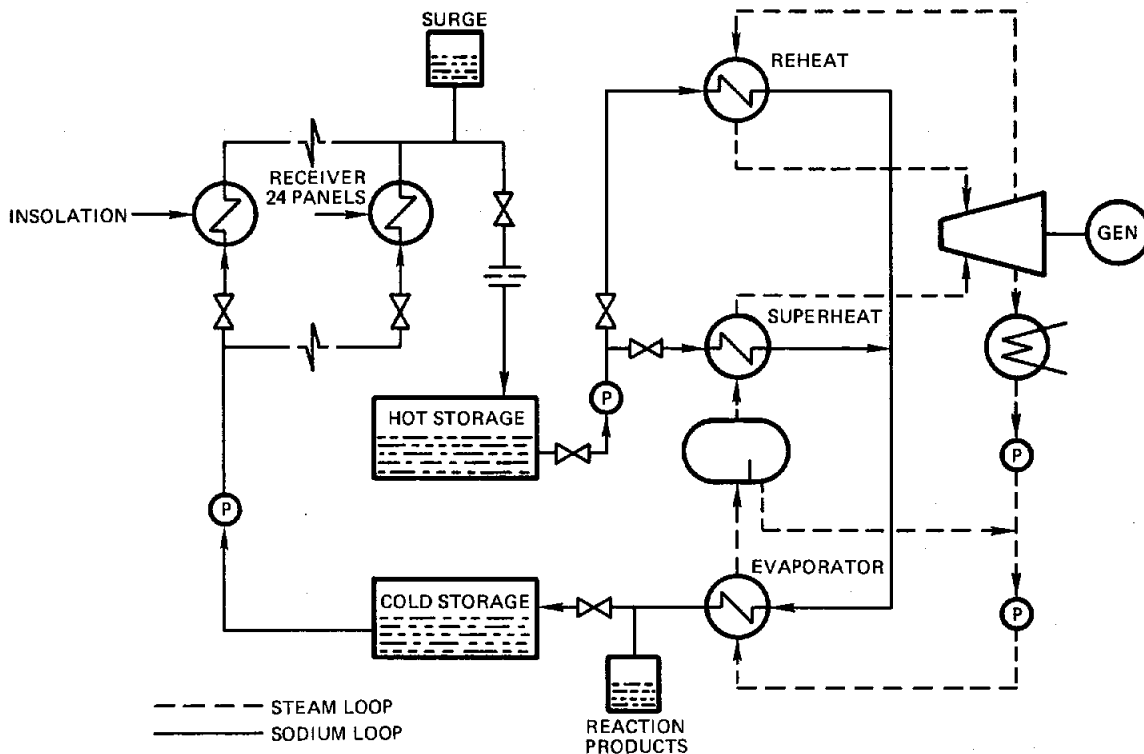 SURGE
REHEAT
RECEIVER
24 PANELS
INSOLATION
GEN
SUPERHEAT
P
HOT STORAGE
P
P
EVAPORATOR
COLD STORAGE
P
STEAM LOOP
SODIUM LOOP
REACTION
PRODUCTS